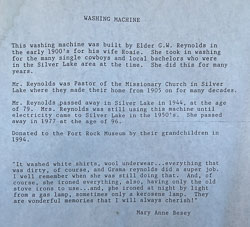 WASHING MACHINE
This washing machine was built by Elder G.W. Reynolds in
the early 1900's for his wife Rosie. She took in washing
for the many single cowboys and local bachelors who were
in the Silver Lake area at the time. She did this for many
years.
Mr. Reynolds was Pastor of the Missionary Church in Silver
Lake where they made their home from 1905 on for many decades.
Mr. Reynolds passed away in Silver Lake in 1944, at the age
of 79. Mrs. Reynolds was still using this machine until
electricity came to Silver Lake in the 1950's. She passed
away in 1977 at the age of 96.
Donated to the Fort Rock Museum by their grandchildren in
1994.
"It washed white shirts, wool underwear...everything that
was dirty, of course, and Grama Reynolds did a super job.
I well remember when she was still doing that. And, of
course, she ironed everything, also, having only the old
stove irons to use...and, she ironed at night by light
from a gas lamp, sometimes only a kerosene lamp. They
are wonderful memories that I will always cherish!"
Mary Anne Besey